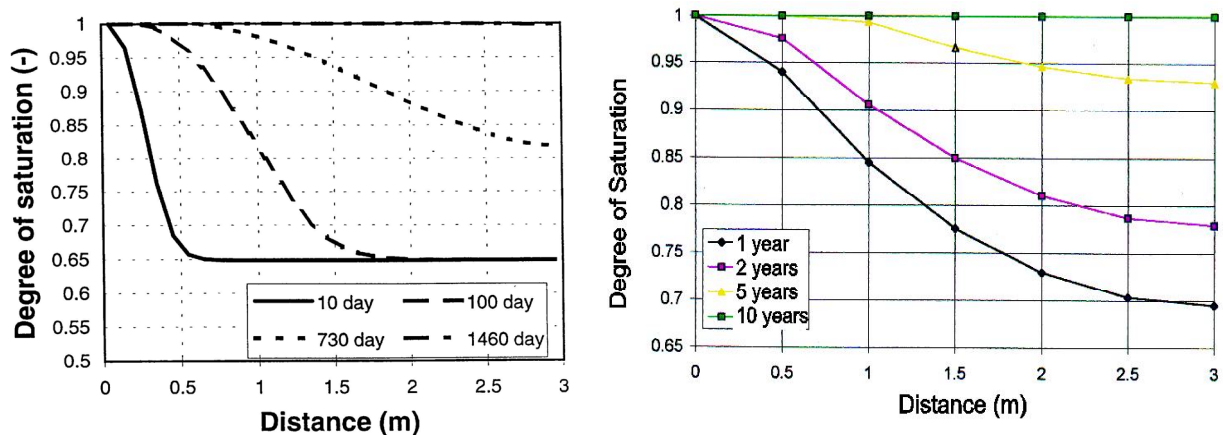 Degree of saturation (-)
1
0.95
0.9
0.85
0.8
0.75
0.7
0.65
0.6
0.55
0.5
10 day
100 day
730 day
1460 day
0
0.5
1
1.5
2
2.5
3
Distance (m)
Degree of Saturation
1
0.95
0.9
0.85
0.8
0.75
0.7
0.65
1 year
2 years
5 years
10 years
0
0.5
1
1.5
2
2.5
3
Distance (m)